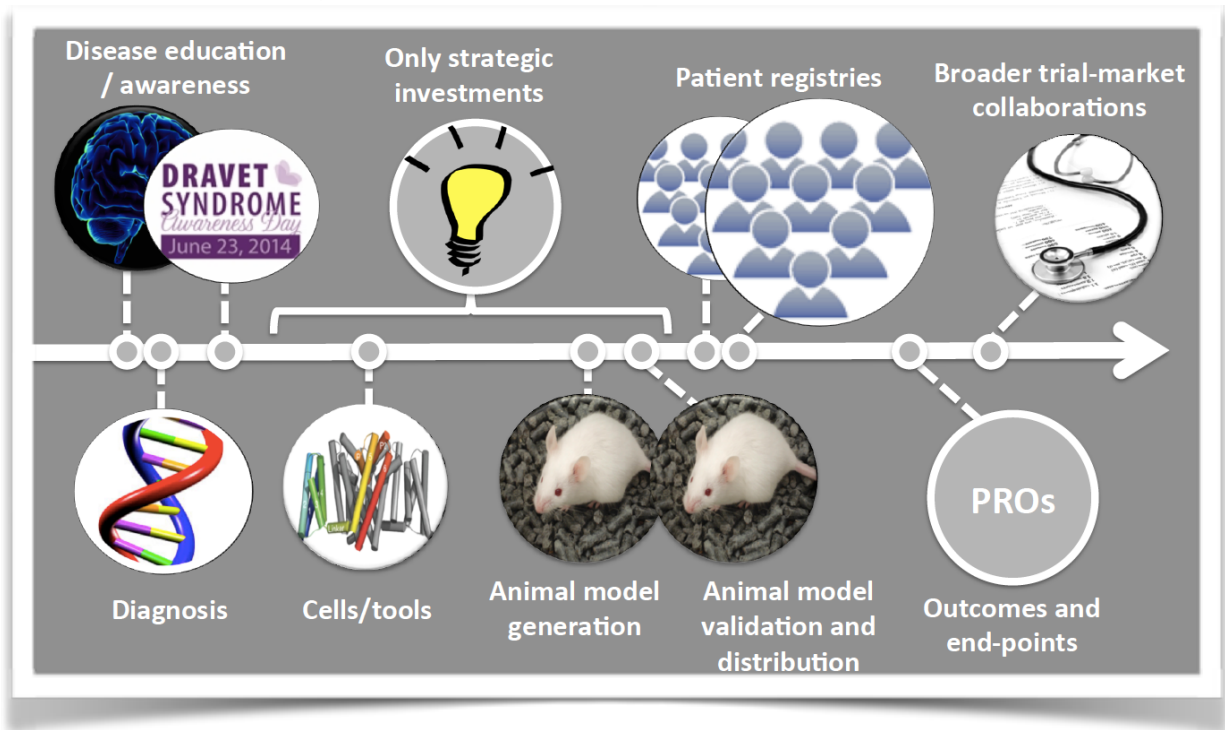 Disease education
/ awareness
Only strategic
investments
Patient registries
Broader trial-market
collaborations
DRAVET
SYNDROME
Awareness Day
June 23, 2014
Linker
PROs
Diagnosis
Cells/tools
Animal model
generation
Animal model
validation and
distribution
Outcomes and
end-points